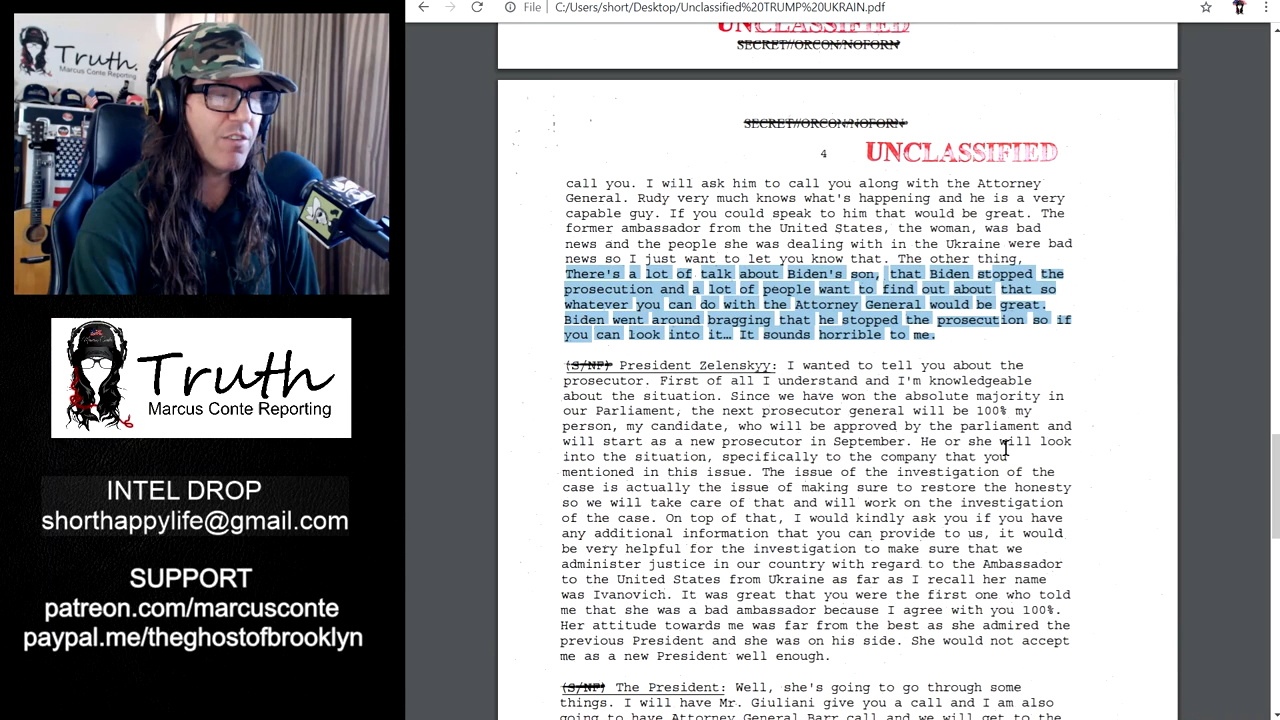 File
C:/Users/short/Desktop/Unclassified%20TRUMP%20UKRAIN.pdf
UNCLASSIFIED
SECRET//ORCON/NOFORN
Truth.
Marcus Conte Reporting
SECRET//ORCON/NOFORN
4
UNCLASSIFIED
call you. I will ask him to call you along with the Attorney
General. Rudy very much knows what's happening and he is a very
capable guy. If you could speak to him that would be great. The
former ambassador from the United States, the woman, was bad
news and the people she was dealing with in the Ukraine were bad
news so I just want to let you know that. The other thing,
There's a lot of talk about Biden's son, that Biden stopped the
prosecution and a lot of people want to find out about that so
whatever you can do with the Attorney General would be great.
Biden went around bragging that he stopped the prosecution so if
you can look into it… It sounds horrible to me.
(S/NF) President Zelenskyy: I wanted to tell you about the
prosecutor. First of all I understand and I'm knowledgeable
about the situation. Since we have won the absolute majority in
our Parliament, the next prosecutor general will be 100% my
person, my candidate, who will be approved by the parliament and
will start as a new prosecutor in September. He or she will look
into the situation, specifically to the company that you
mentioned in this issue. The issue of the investigation of the
case is actually the issue of making sure to restore the honesty
so we will take care of that and will work on the investigation
of the case. On top of that, I would kindly ask you if you have
any additional information that you can provide to us, it would
be very helpful for the investigation to make sure that we
administer justice in our country with regard to the Ambassador
to the United States from Ukraine as far as I recall her name
was Ivanovich. It was great that you were the first one who told
me that she was a bad ambassador because I agree with you 100%.
Her attitude towards me was far from the best as she admired the
previous President and she was on his side. She would not accept
me as a new President well enough.
(S/NF) The President: Well, she's going to go through some
things. I will have Mr. Giuliani give you a call and I am also
going to have Attorney General Barr call and we will get to the
Truth
Marcus Conte Reporting
INTEL DROP
shorthappylife@gmail.com
SUPPORT
patreon.com/marcusconte
paypal.me/theghostofbrooklyn